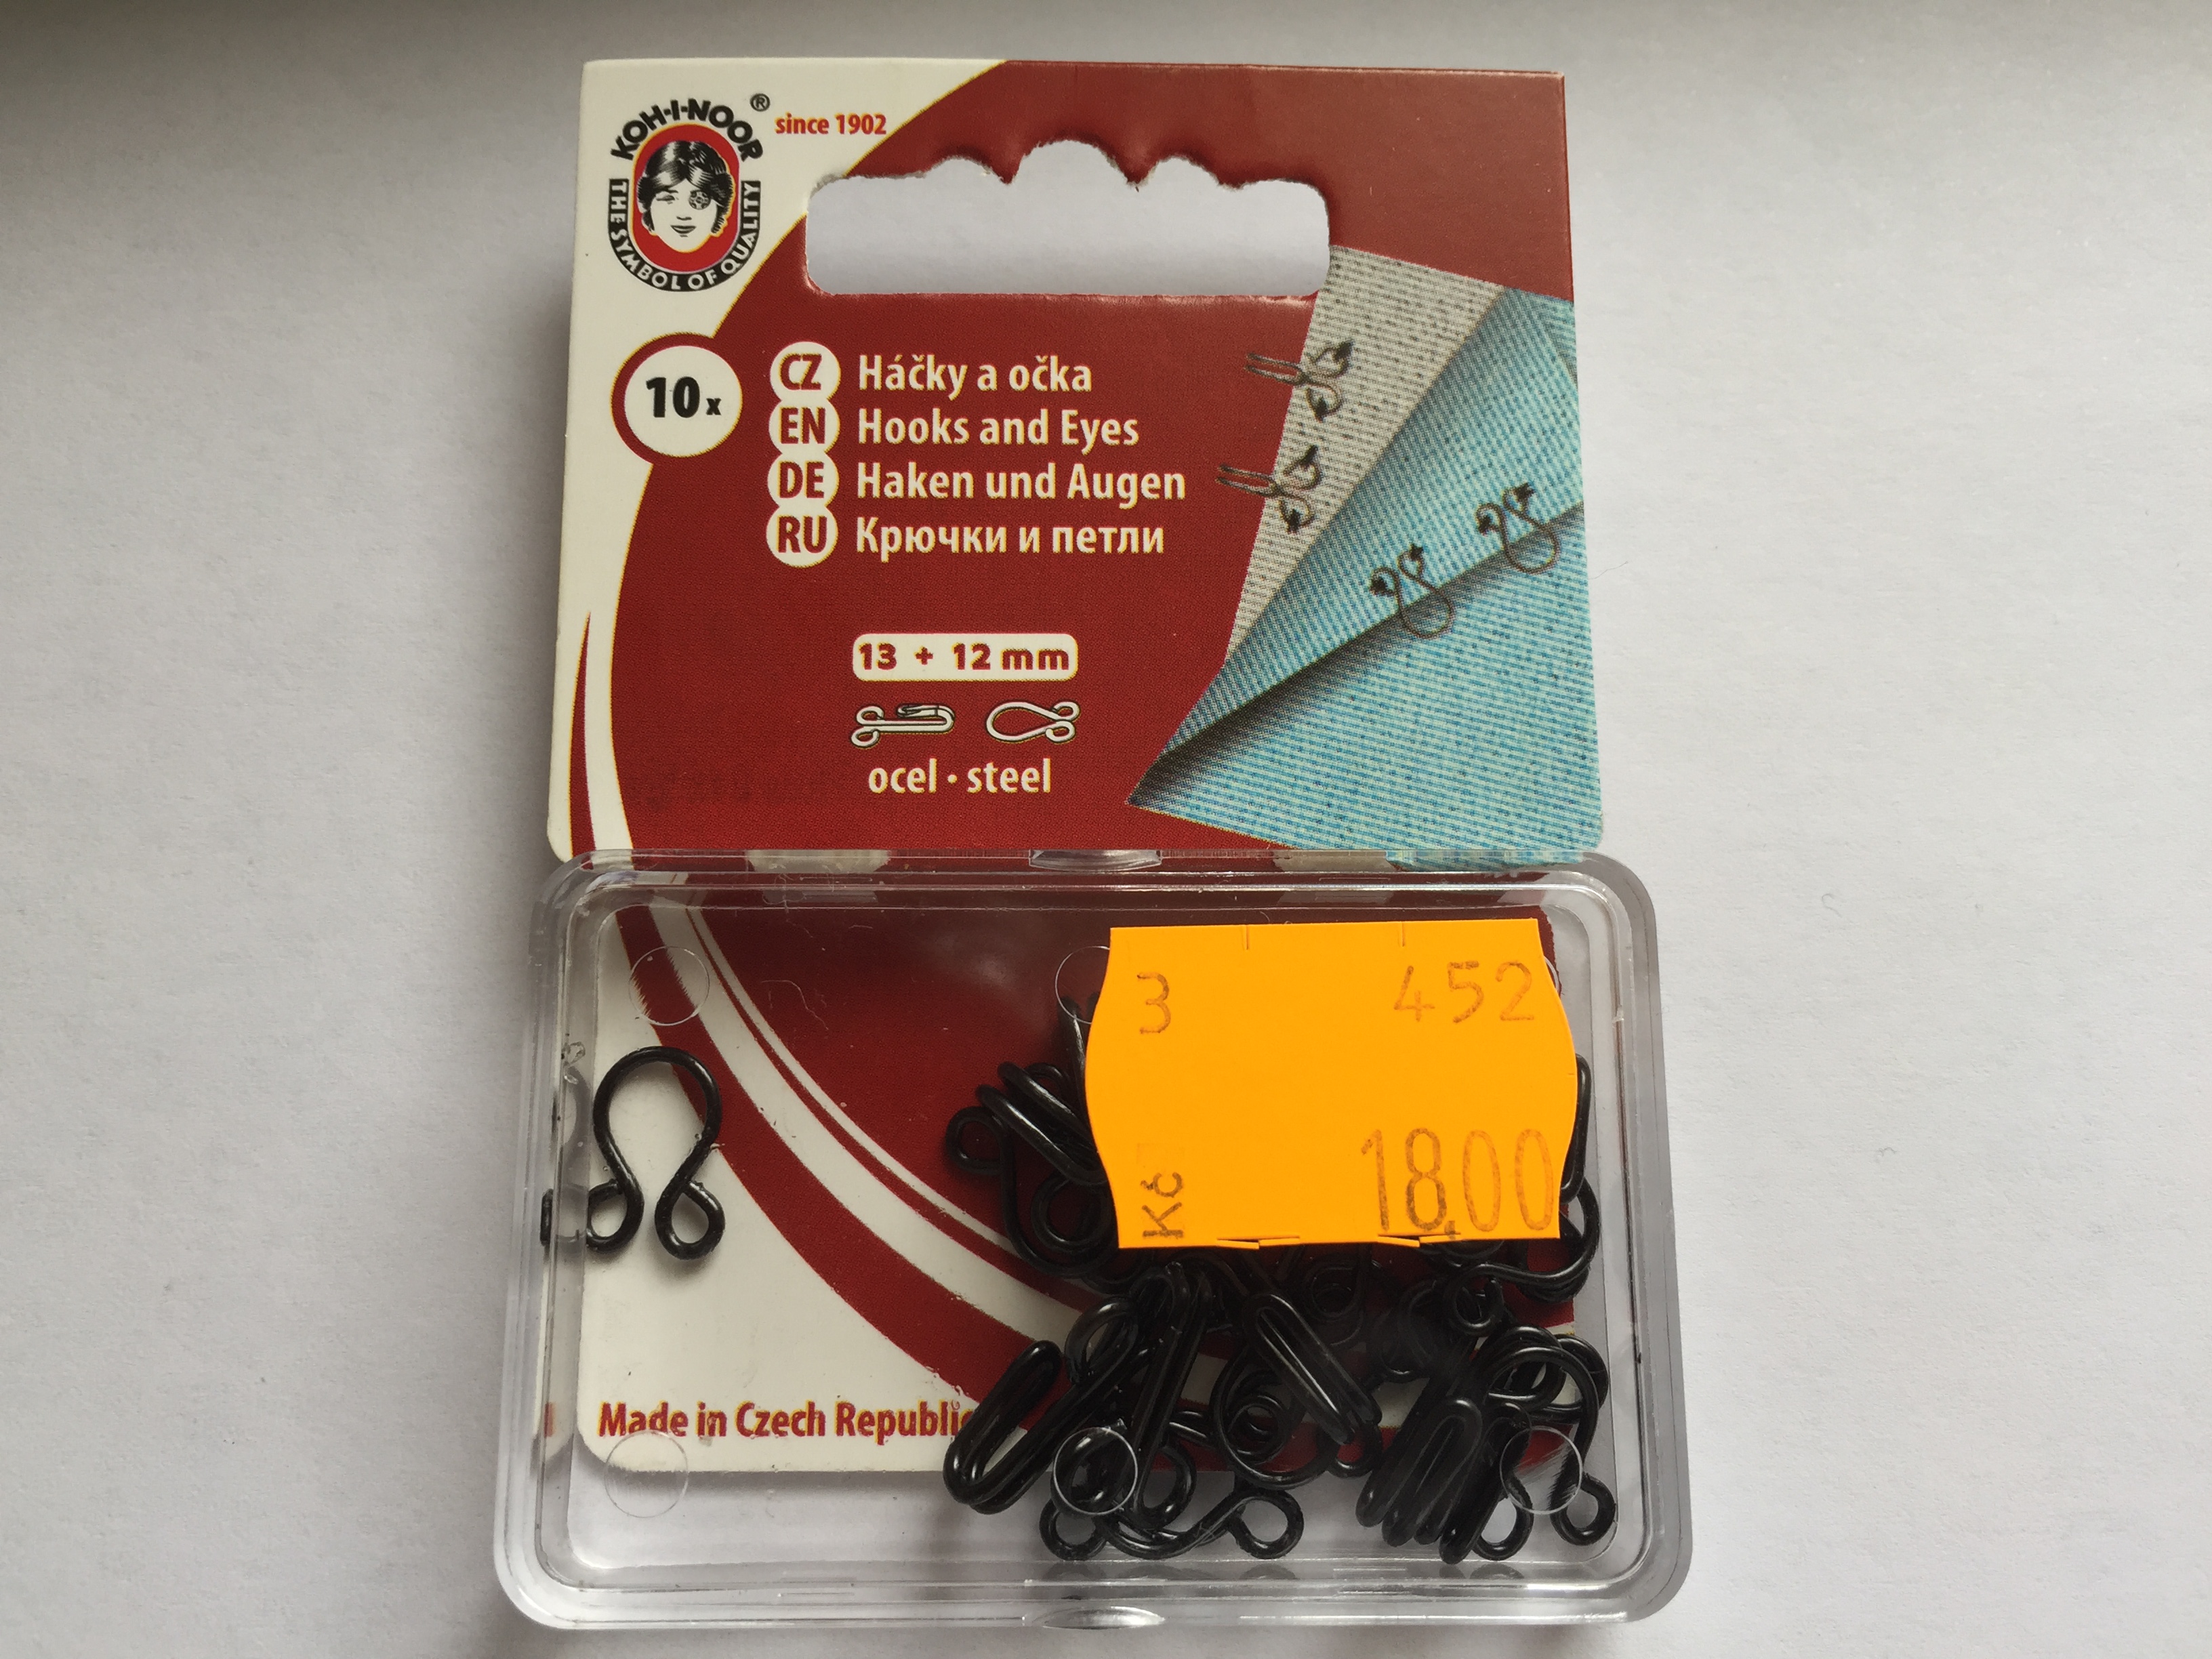 KOH-I-NOOR®
THE SYMBOL OF QUALITY
since 1902
10x
CZ Háčky a očka
EN Hooks and Eyes
DE Haken und Augen
RU Крючки и петли
13 + 12 mm
ocel • steel
3 452
Kč 18,00
Made in Czech Republic